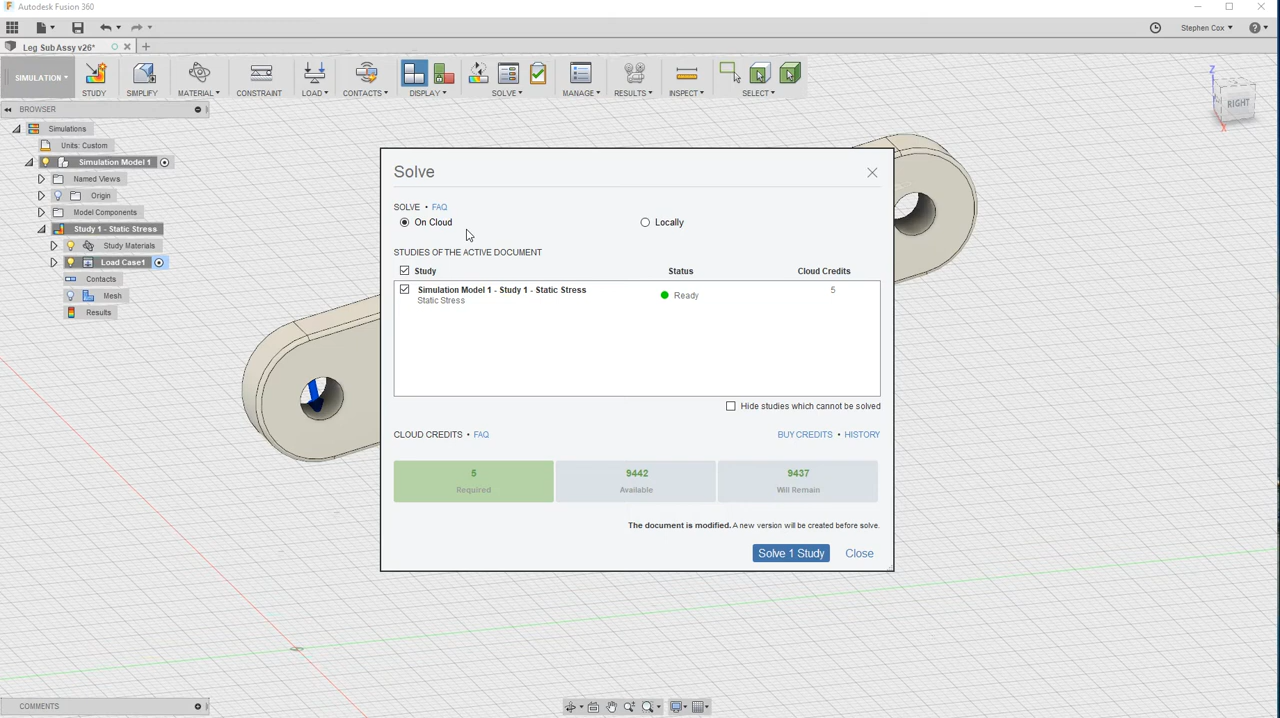 Autodesk Fusion 360
Stephen Cox
Leg Sub Assy v26*
SIMULATION
STUDY
SIMPLIFY
MATERIAL
CONSTRAINT
LOAD
CONTACTS
DISPLAY
SOLVE
MANAGE
RESULTS
INSPECT
SELECT
BROWSER
Simulations
Units: Custom
Simulation Model 1
Named Views
Origin
Model Components
Study 1 - Static Stress
Study Materials
Load Case1
Contacts
Mesh
Results
Z
RIGHT
X
Solve
SOLVE • FAQ
On Cloud
Locally
STUDIES OF THE ACTIVE DOCUMENT
Study Status Cloud Credits
Simulation Model 1 - Study 1 - Static Stress
Static Stress
Ready
5
Hide studies which cannot be solved
CLOUD CREDITS • FAQ
BUY CREDITS • HISTORY
5
Required
9442
Available
9437
Will Remain
The document is modified. A new version will be created before solve.
Solve 1 Study
Close
COMMENTS